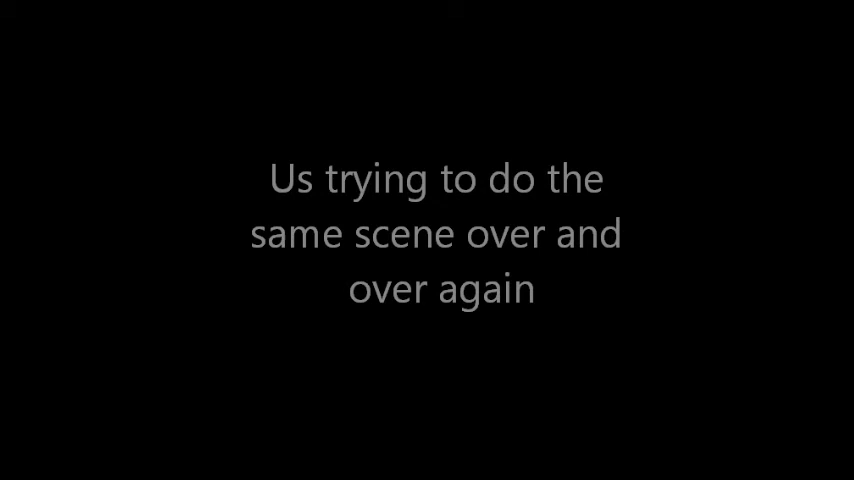 Us trying to do the
same scene over and
over again